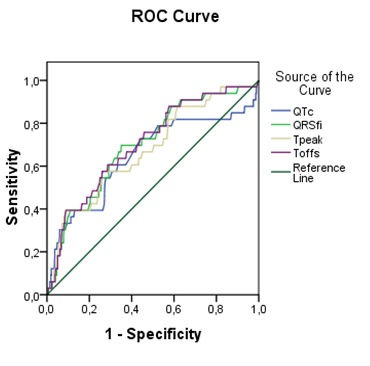 ROC Curve
Source of the
Curve
QTc
QRSfi
Tpeak
Toffs
Reference
Line
Sensitivity
1,0
0,8
0,6
0,4
0,2
0,0
0,0 0,2 0,4 0,6 0,8 1,0
1 - Specificity